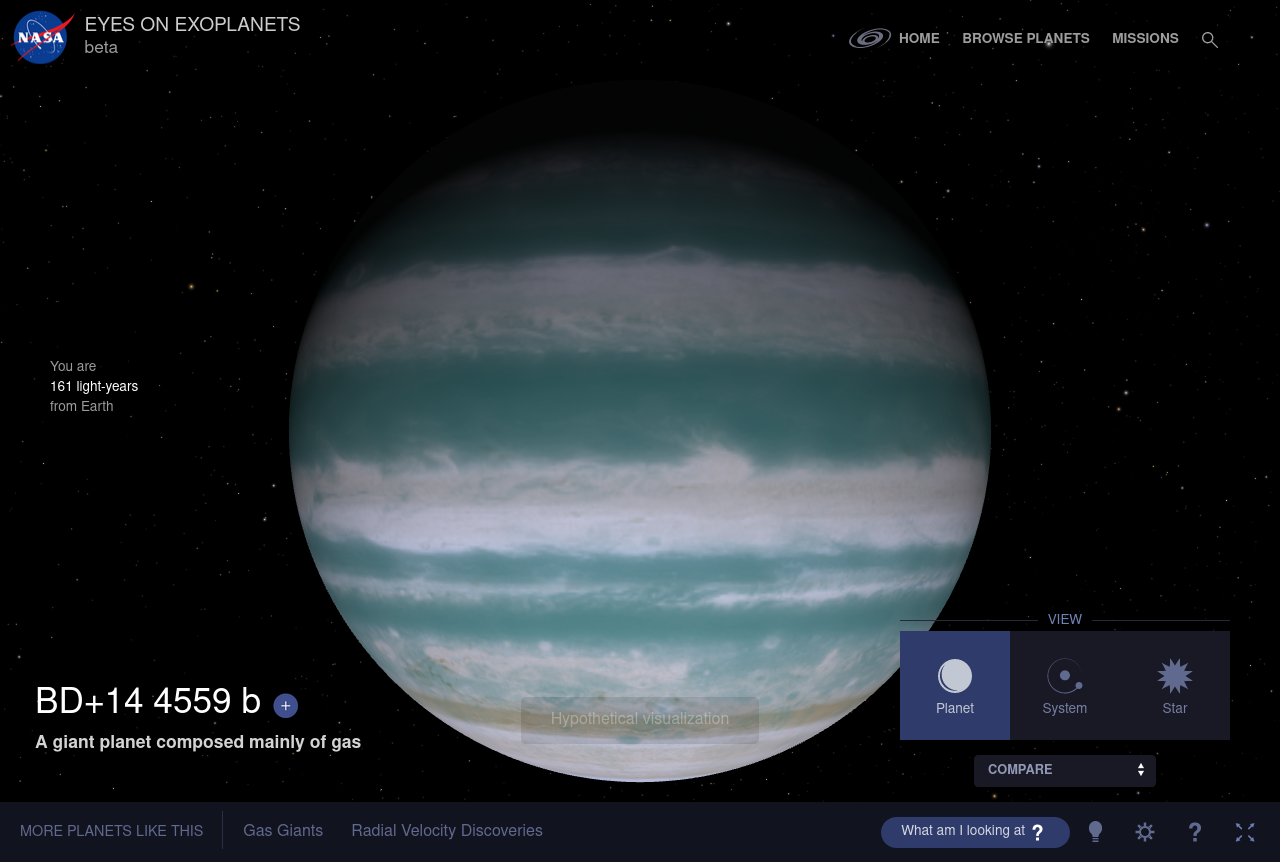 NASA
EYES ON EXOPLANETS
beta
HOME BROWSE PLANETS MISSIONS
You are
161 light-years
from Earth
VIEW
Planet System Star
BD+14 4559 b +
Hypothetical visualization
A giant planet composed mainly of gas
COMPARE
MORE PLANETS LIKE THIS Gas Giants Radial Velocity Discoveries What am I looking at ? ?